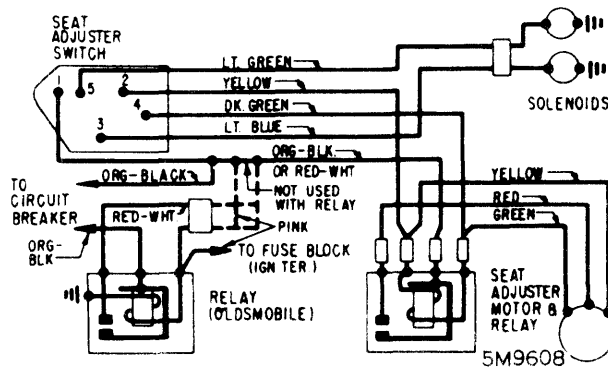 SEAT
ADJUSTER
SWITCH
1
5
2
4
3
LT. GREEN
YELLOW
DK. GREEN
LT. BLUE
SOLENOIDS
ORG-BLK.
OR RED-WHT
NOT USED
WITH RELAY
ORG-BLACK
TO
CIRCUIT
BREAKER
RED-WHT
PINK
ORG-
BLK
TO FUSE BLOCK
(IGNTER)
RELAY
(OLDSMOBILE)
YELLOW
RED
GREEN
SEAT
ADJUSTER
MOTOR &
RELAY
5M9608